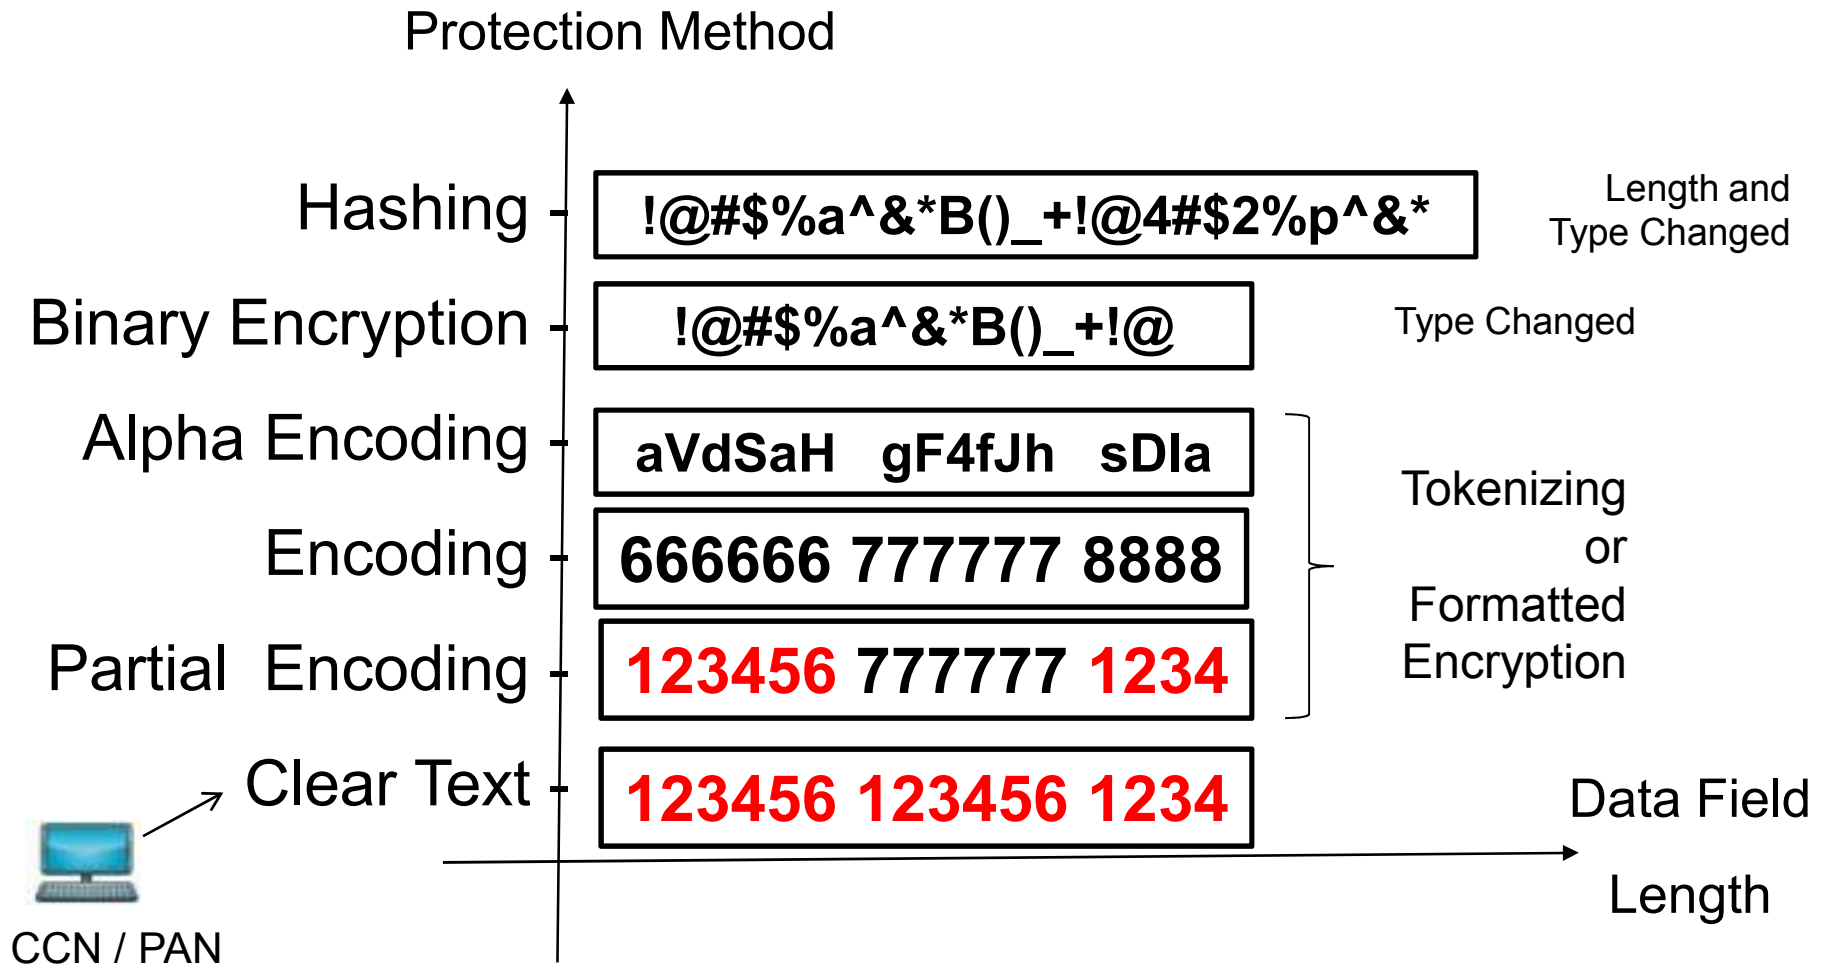 Protection Method
Hashing
!@#$%a^&*B()_+!@4#$2%p^&*
Length and
Type Changed
Binary Encryption
!@#$%a^&*B()_+!@
Type Changed
Alpha Encoding
aVdSaH gF4fJh sDla
Encoding
666666 777777 8888
Partial Encoding
123456 777777 1234
Tokenizing
or
Formatted
Encryption
Clear Text
123456 123456 1234
Data Field
Length
CCN / PAN